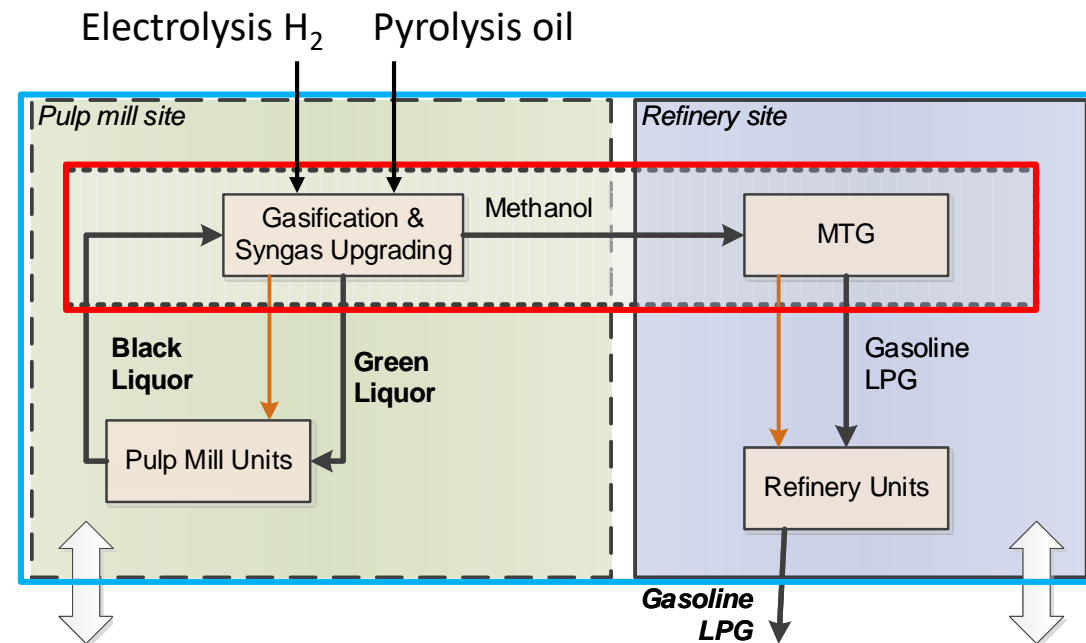 Electrolysis H₂ Pyrolysis oil
Pulp mill site
Refinery site
Gasification &
Syngas Upgrading
Methanol
MTG
Black
Liquor
Green
Liquor
Gasoline
LPG
Pulp Mill Units
Refinery Units
Gasoline
LPG